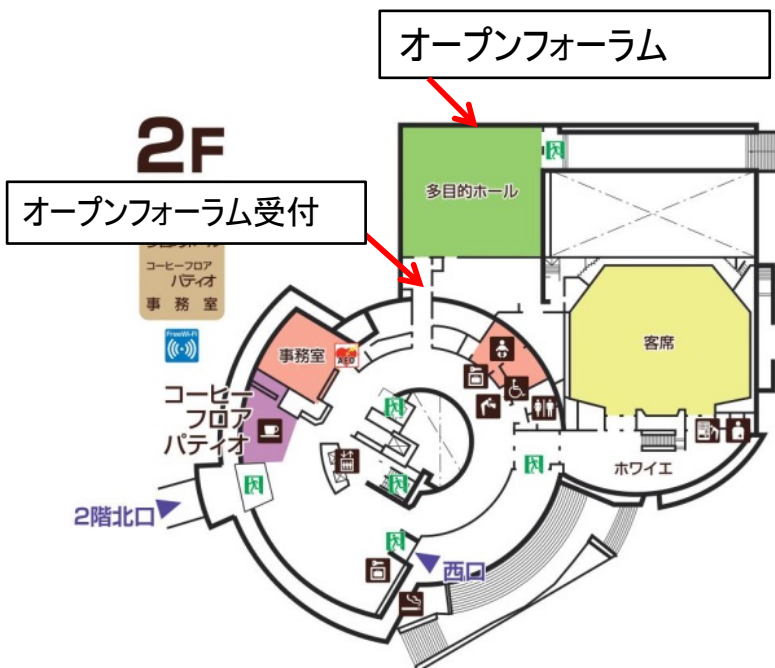 オープンフォーラム
2F
多目的ホール
オープンフォーラム受付
コーヒーフロア
パティオ
事務室
FreeWi-Fi
事務室
AED
客席
コーヒー
フロア
パティオ
ホワイエ
2階北口
西口